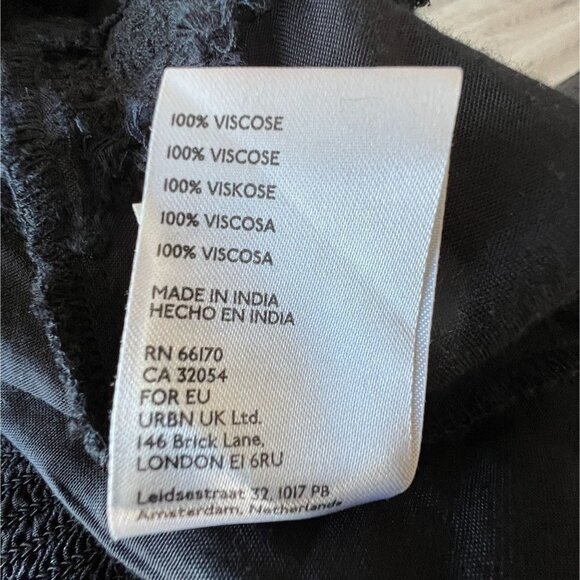 100% VISCOSE
100% VISCOSE
100% VISKOSE
100% VISCOSA
100% VISCOSA
MADE IN INDIA
HECHO EN INDIA
RN 66170
CA 32054
FOR EU
URBN UK Ltd.
146 Brick Lane,
LONDON E1 6RU
Leidsestraat 32, 1017 PB
Amsterdam, Netherlands